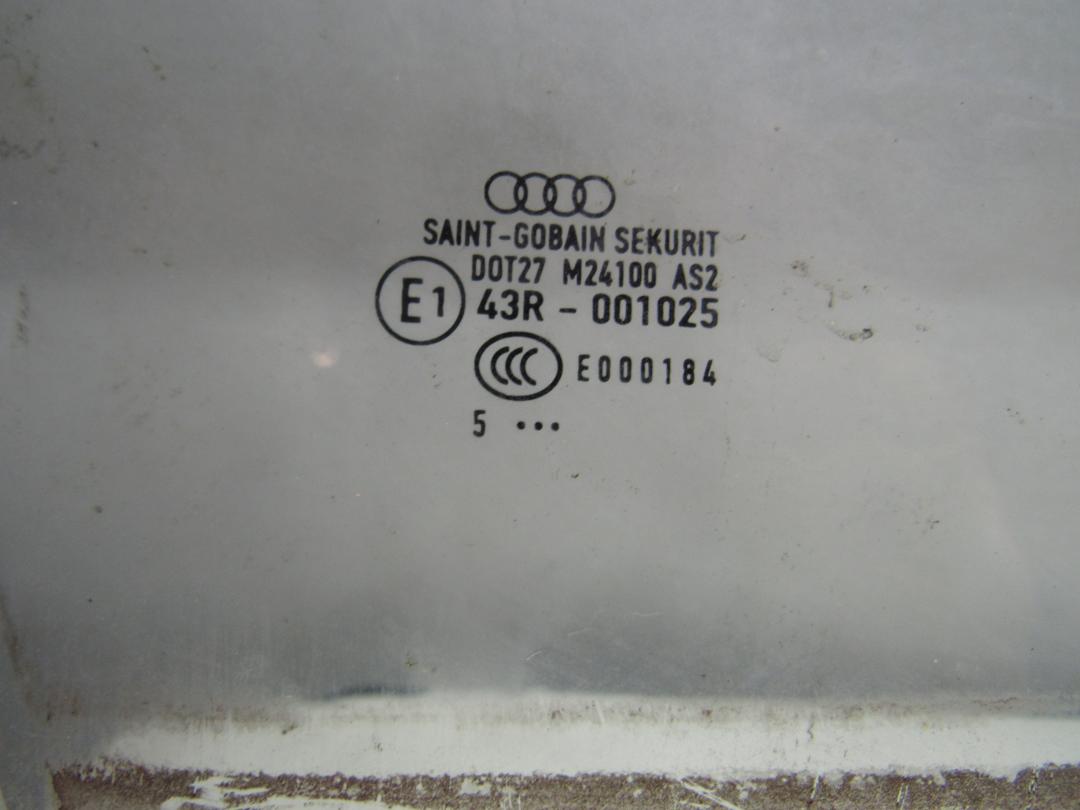 SAINT-GOBAIN SEKURIT
DOT27 M24100 AS2
E1 43R - 001025
CCC E000184
5 •••